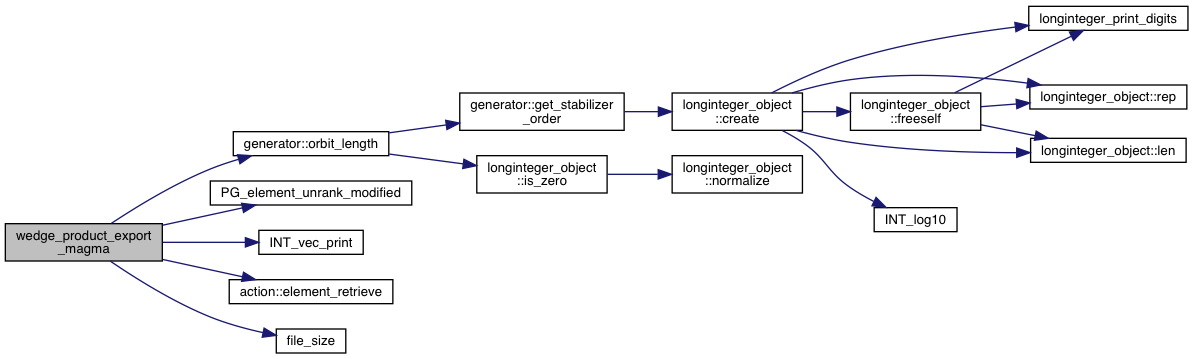 wedge_product_export
_magma
generator::orbit_length
generator::get_stabilizer
_order
longinteger_object
::create
longinteger_object
::freeself
longinteger_print_digits
longinteger_object::rep
longinteger_object::len
INT_log10
longinteger_object
::is_zero
longinteger_object
::normalize
PG_element_unrank_modified
INT_vec_print
action::element_retrieve
file_size